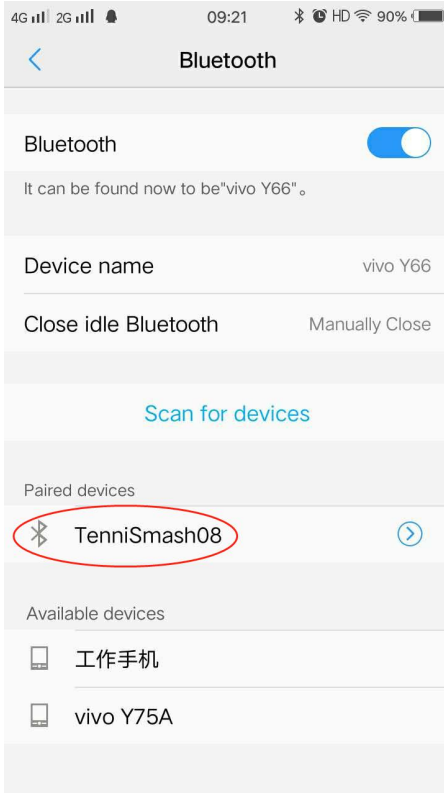 4G 2G 09:21 HD 90%
Bluetooth
Bluetooth
It can be found now to be"vivo Y66"。
Device name vivo Y66
Close idle Bluetooth Manually Close
Scan for devices
Paired devices
TenniSmash08
Available devices
工作手机
vivo Y75A